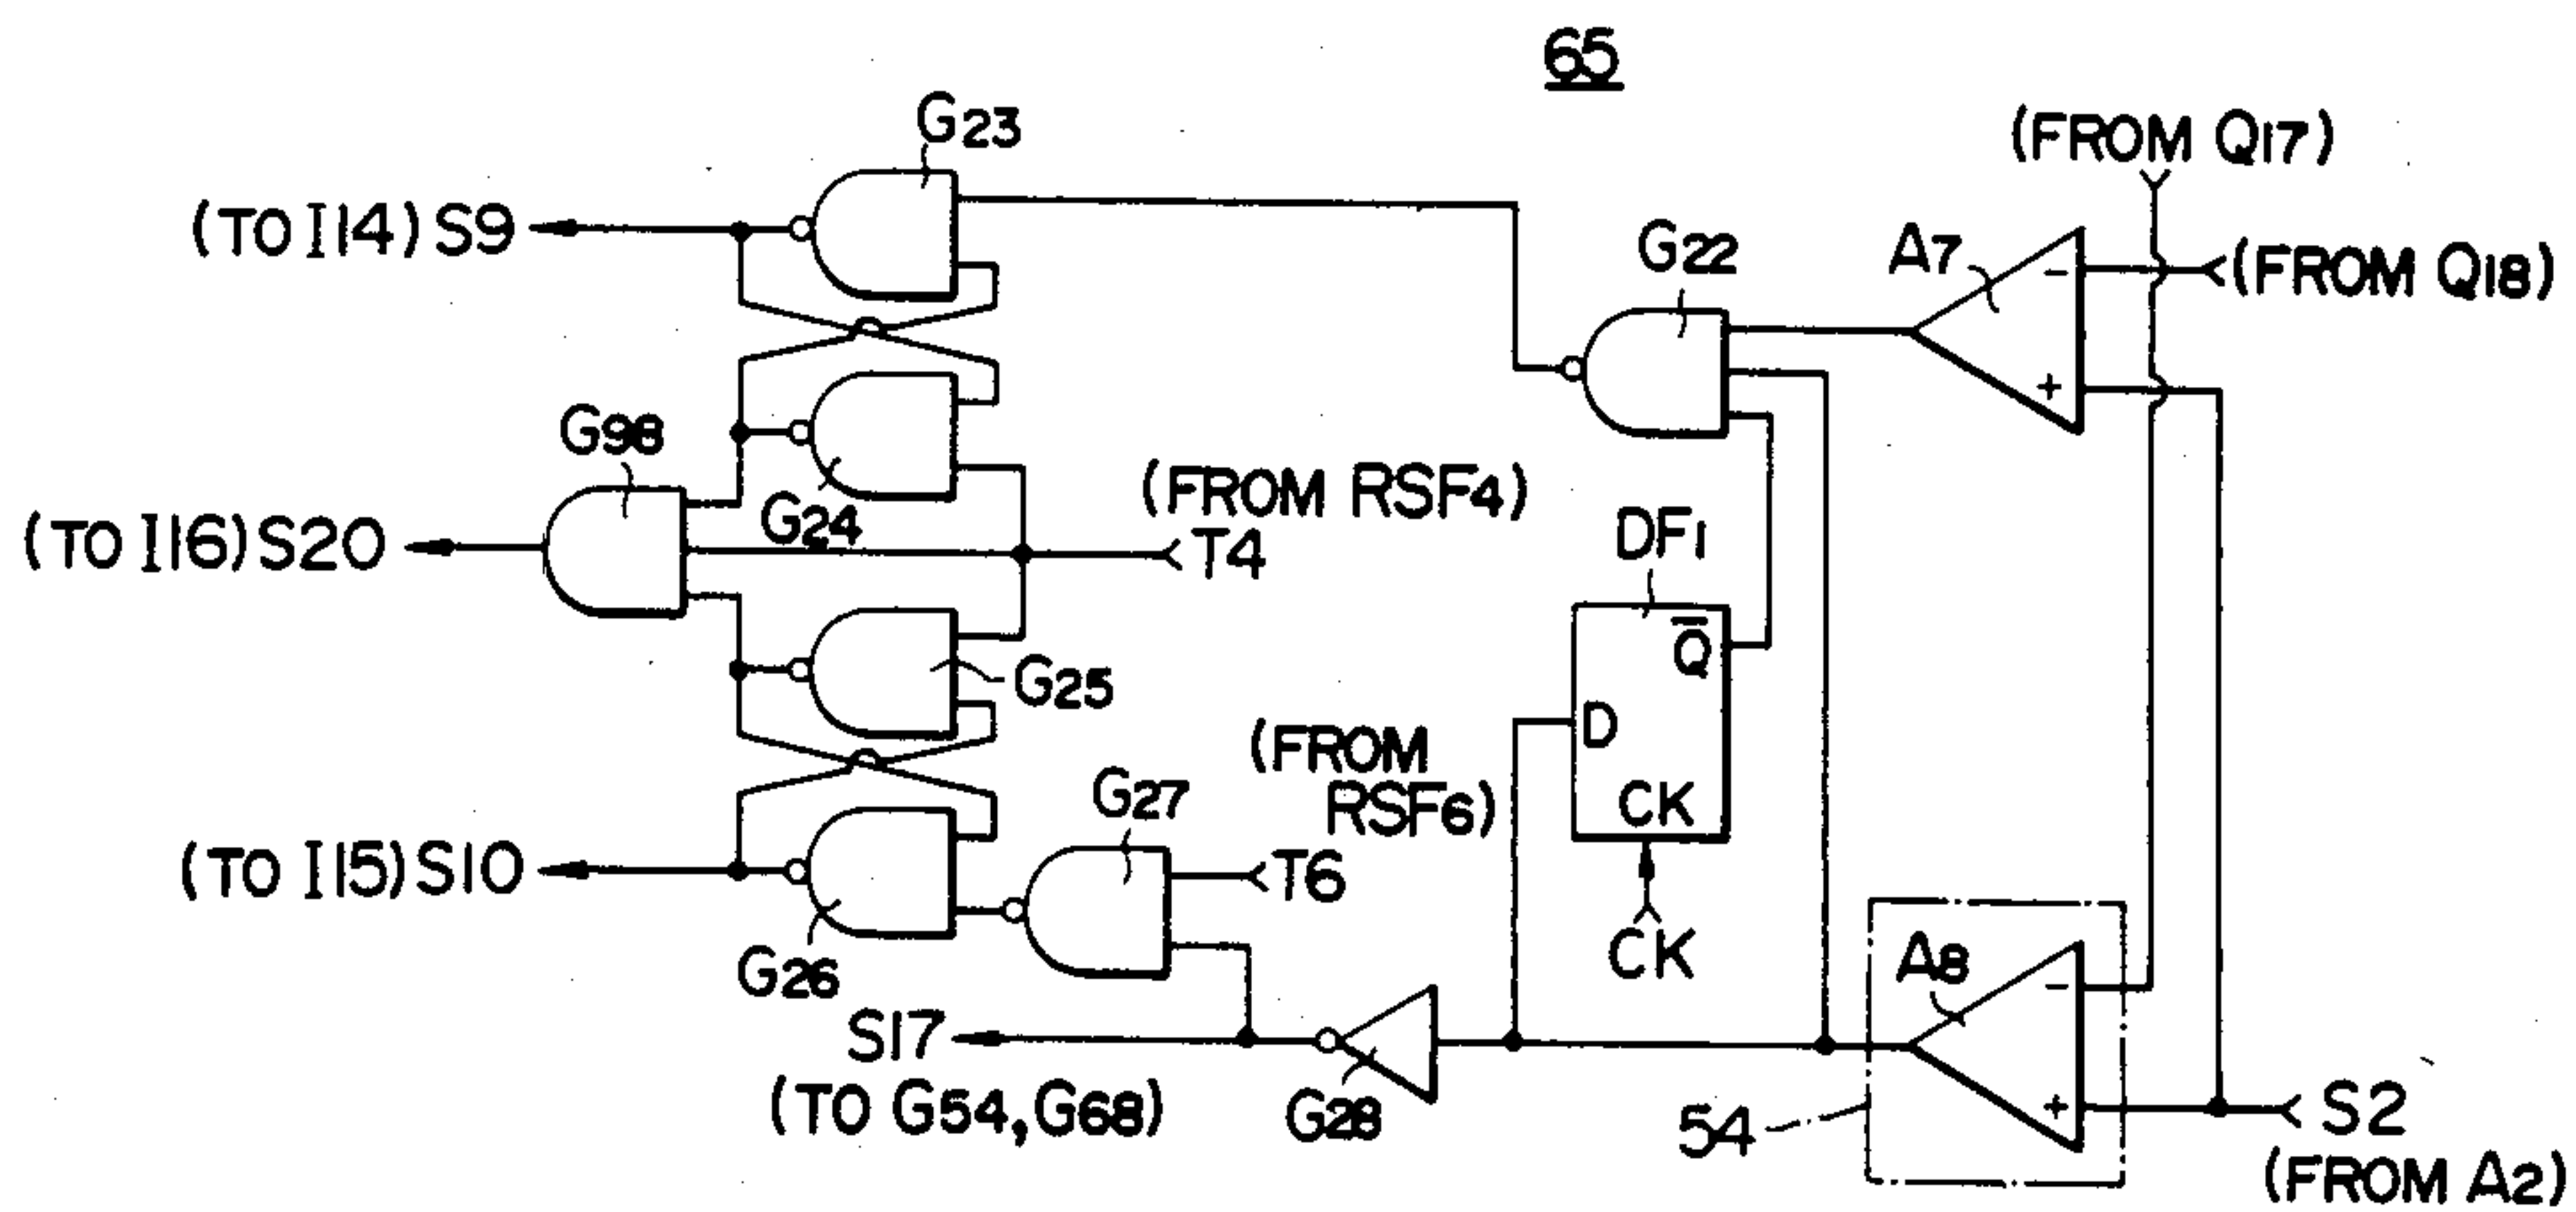 65
G23
(FROM Q17)
(TO I14) S9
G22
A7
−
(FROM Q18)
+
G98
G24
(FROM RSF4)
T4
(TO I16) S20
DF1
Q̅
G25
D
(FROM
RSF6)
CK
G27
T6
(TO I15) S10
G26
CK
A8
−
S17
(TO G54, G68)
G28
54
+
S2
(FROM A2)